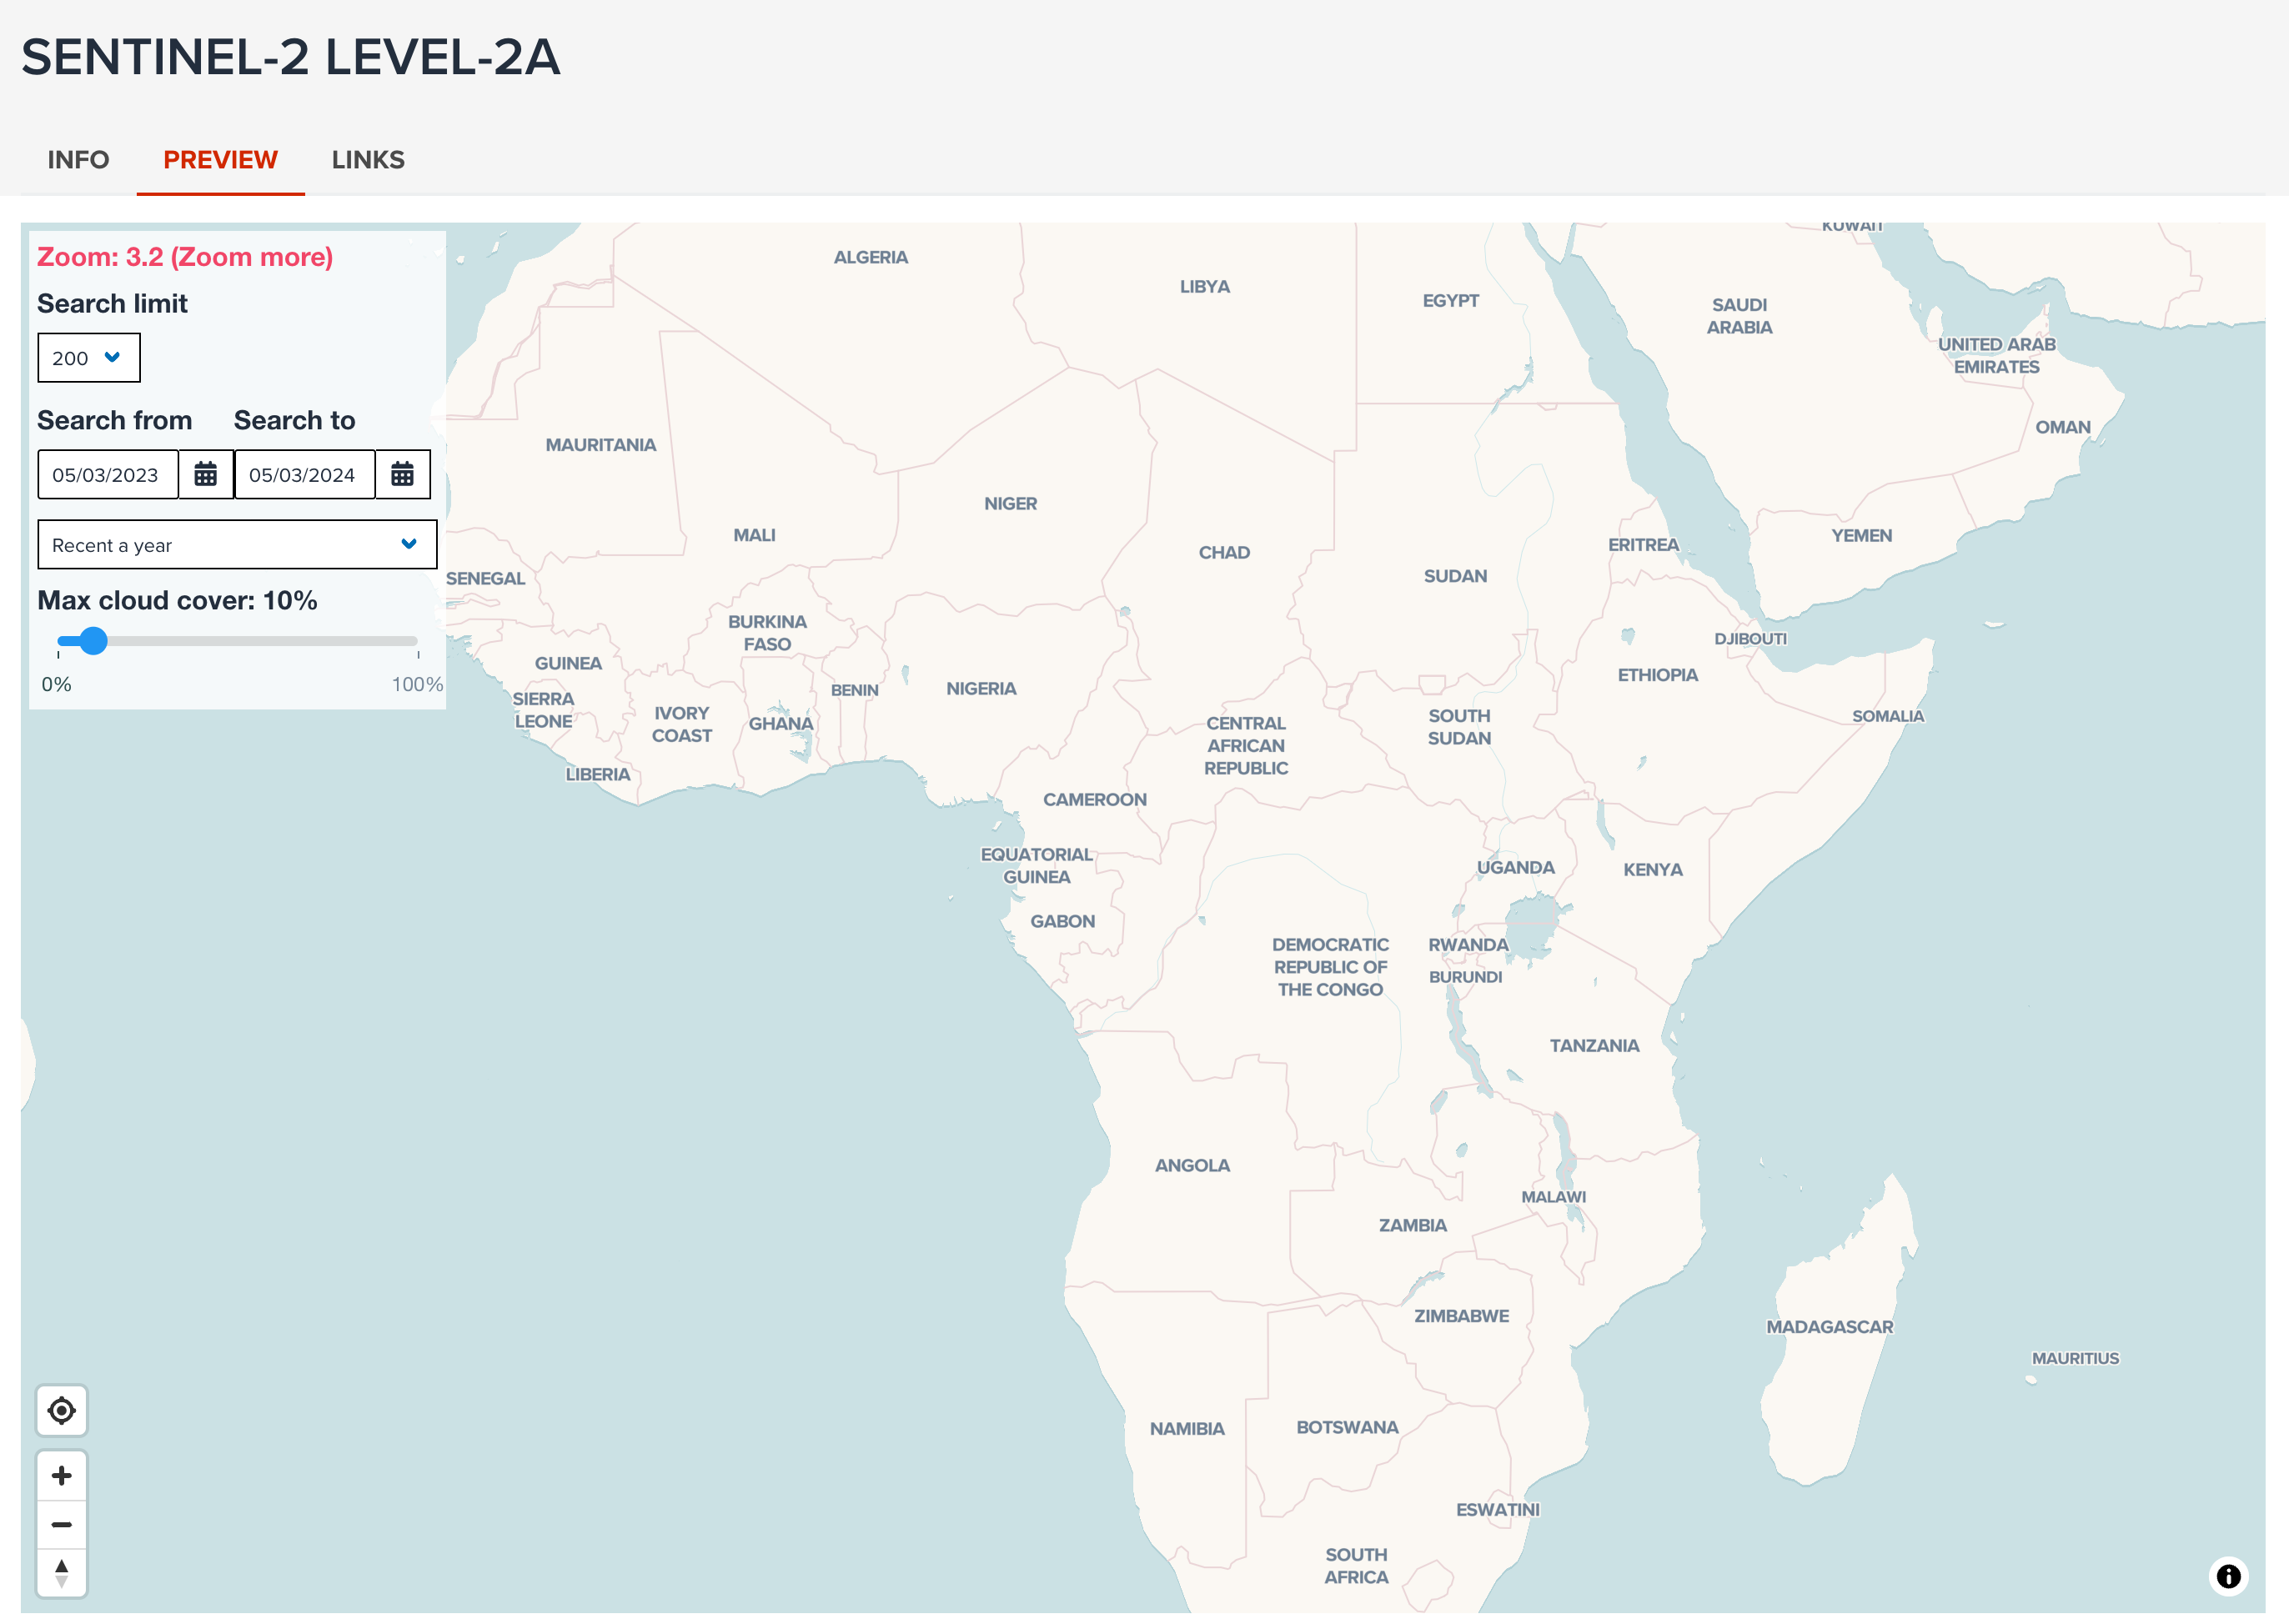 SENTINEL-2 LEVEL-2A
INFO
PREVIEW
LINKS
Zoom: 3.2 (Zoom more)
Search limit
200
Search from
Search to
05/03/2023
05/03/2024
Recent a year
Max cloud cover: 10%
0%
100%
KUWAIT
ALGERIA
LIBYA
EGYPT
SAUDI
ARABIA
UNITED ARAB
EMIRATES
OMAN
MAURITANIA
NIGER
MALI
CHAD
SUDAN
ERITREA
YEMEN
SENEGAL
BURKINA
FASO
DJIBOUTI
GUINEA
ETHIOPIA
BENIN
NIGERIA
SIERRA
LEONE
IVORY
COAST
GHANA
CENTRAL
AFRICAN
REPUBLIC
SOUTH
SUDAN
SOMALIA
LIBERIA
CAMEROON
EQUATORIAL
GUINEA
UGANDA
KENYA
GABON
DEMOCRATIC
REPUBLIC OF
THE CONGO
RWANDA
BURUNDI
TANZANIA
ANGOLA
MALAWI
ZAMBIA
ZIMBABWE
MADAGASCAR
MAURITIUS
NAMIBIA
BOTSWANA
ESWATINI
SOUTH
AFRICA